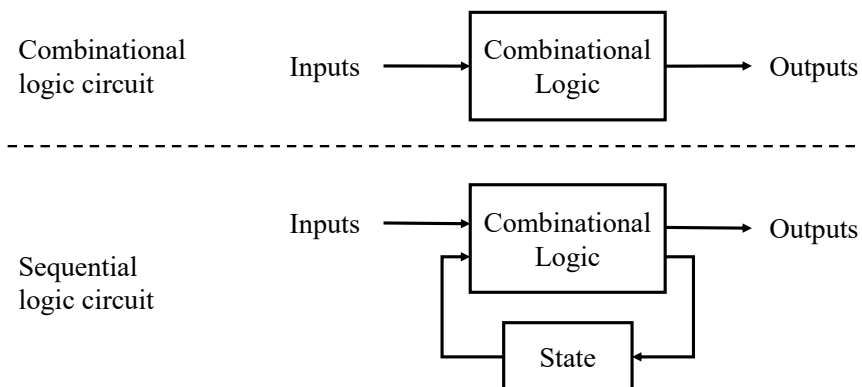 Combinational
logic circuit
Inputs
Combinational
Logic
Outputs
Sequential
logic circuit
Inputs
Combinational
Logic
Outputs
State